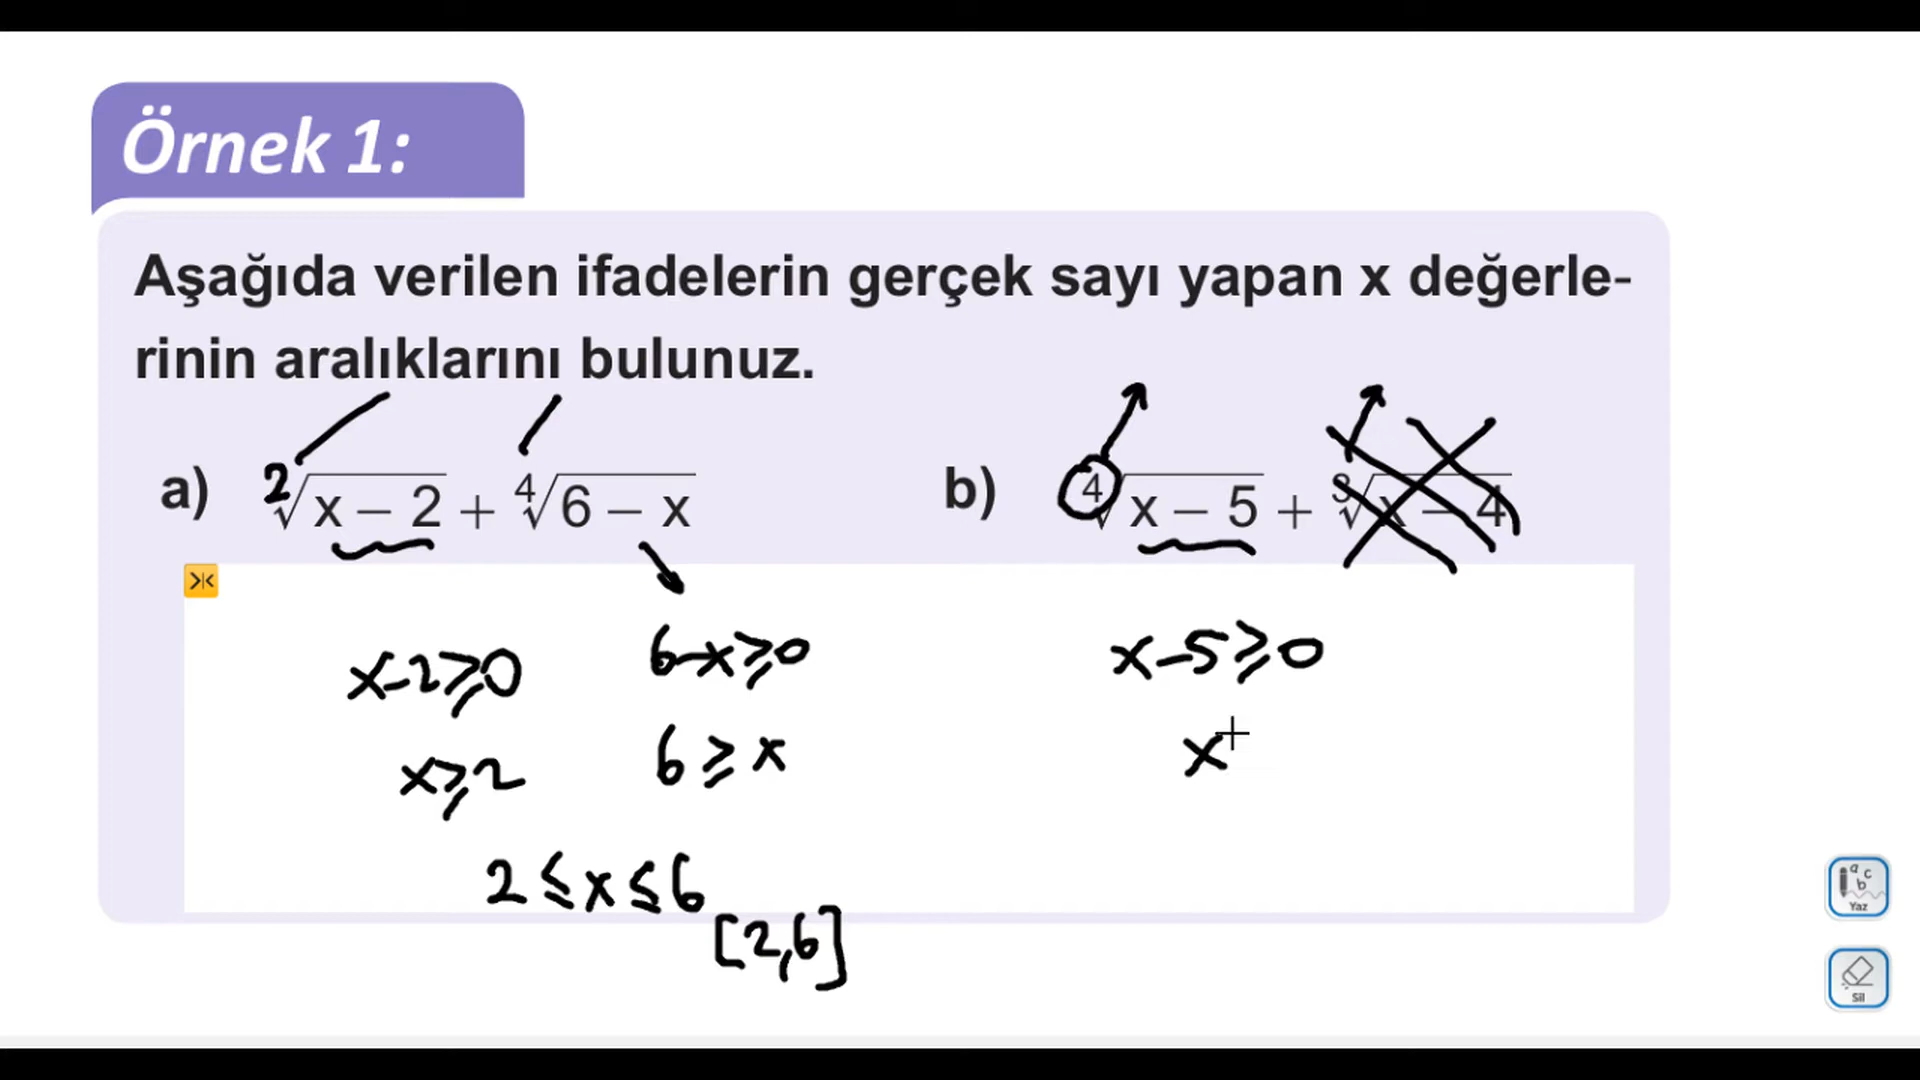 Örnek 1:
Aşağıda verilen ifadelerin gerçek sayı yapan x değerle-
rinin aralıklarını bulunuz.
a) ²√(x − 2) + ⁴√(6 − x)
b) ⁴√(x − 5) + ³√(x − 4)
x-2≥0
6-x≥0
x-5≥0
x≥2
6≥x
x
2≤x≤6
[2,6]
a b c
Yaz
Sil